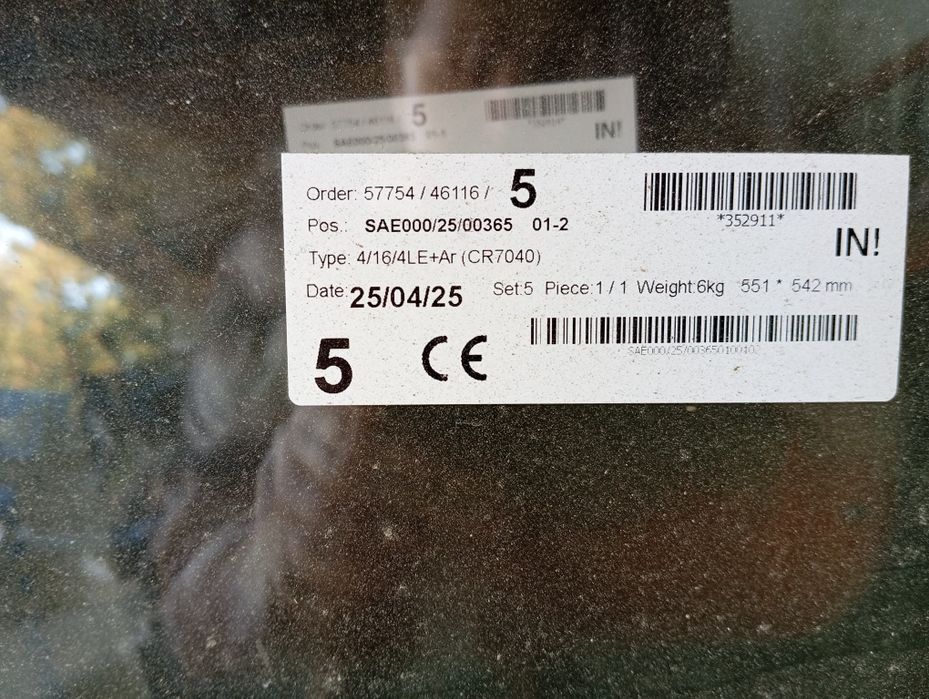 Order: 57754 / 46116 / 5
*352911*
Pos.: SAE000/25/00365 01-2
IN!
Type: 4/16/4LE+Ar (CR7040)
Date: 25/04/25 Set:5 Piece:1 / 1 Weight:6kg 551 * 542 mm
5 CE